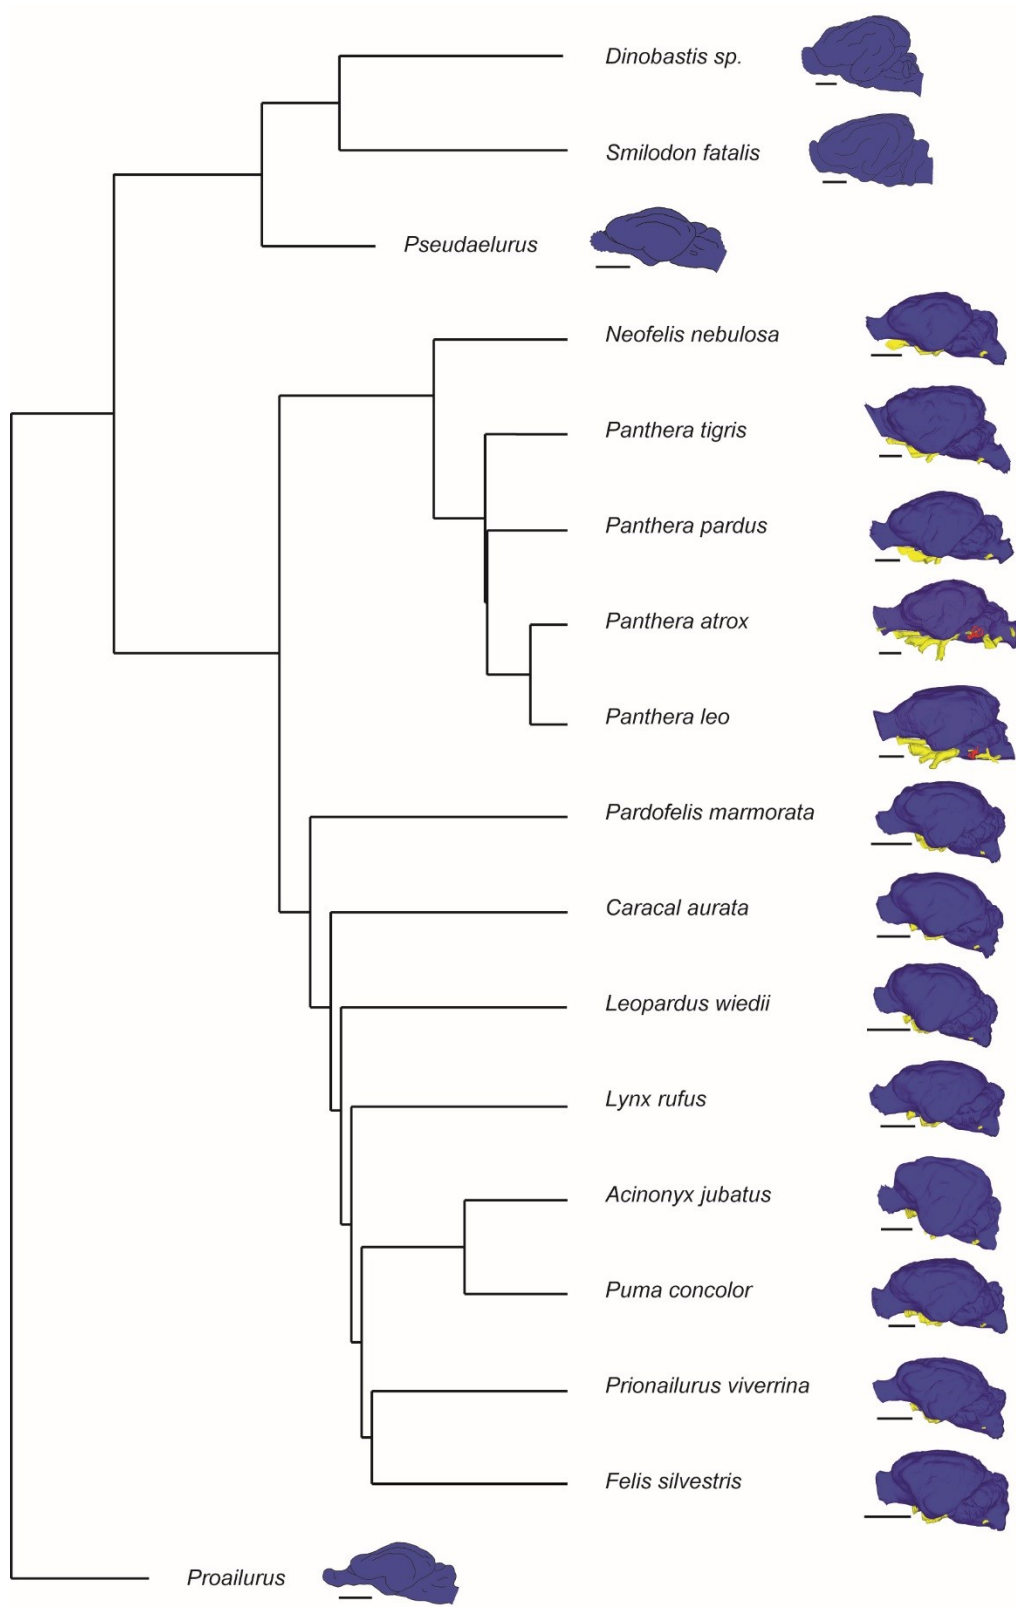 Dinobastis sp.
Smilodon fatalis
Pseudaelurus
Neofelis nebulosa
Panthera tigris
Panthera pardus
Panthera atrox
Panthera leo
Pardofelis marmorata
Caracal aurata
Leopardus wiedii
Lynx rufus
Acinonyx jubatus
Puma concolor
Prionailurus viverrina
Felis silvestris
Proailurus